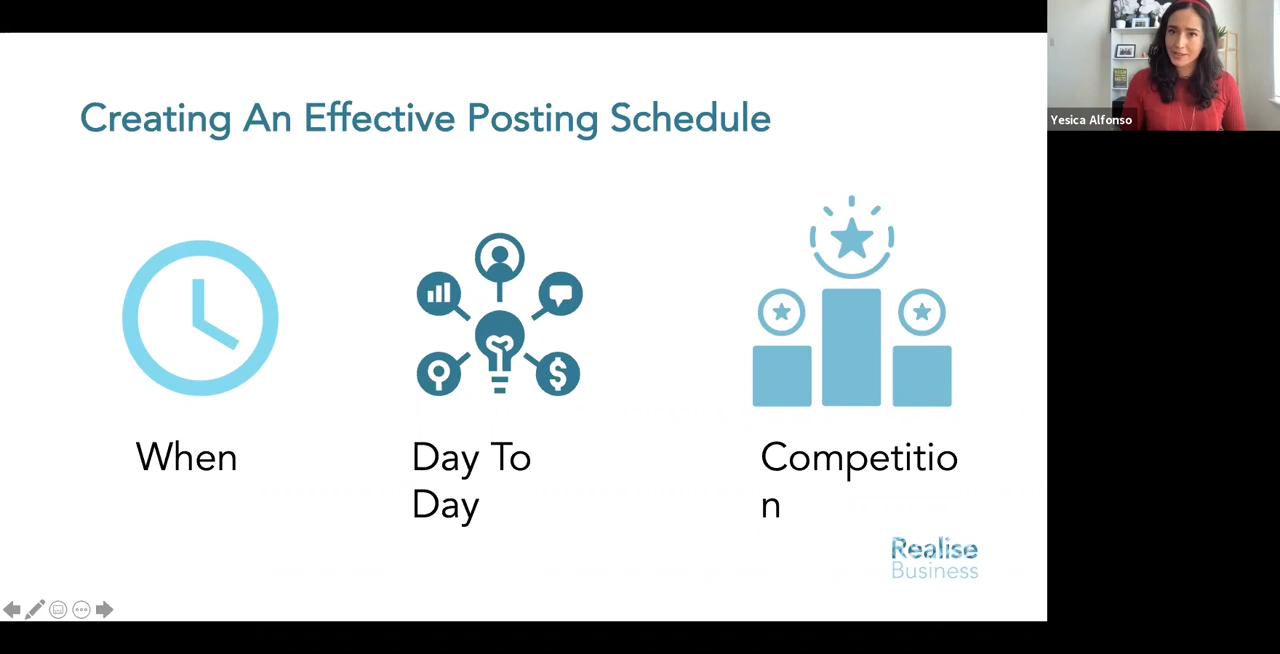 Creating An Effective Posting Schedule
Yesica Alfonso
When
Day To
Day
Competitio
n
Realise
Business